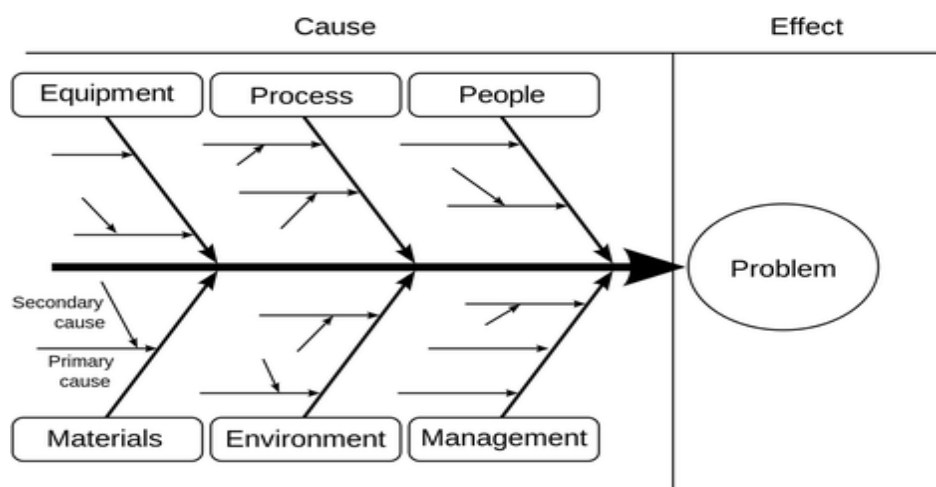 Cause
Effect
Equipment
Process
People
Problem
Secondary
cause
Primary
cause
Materials
Environment
Management